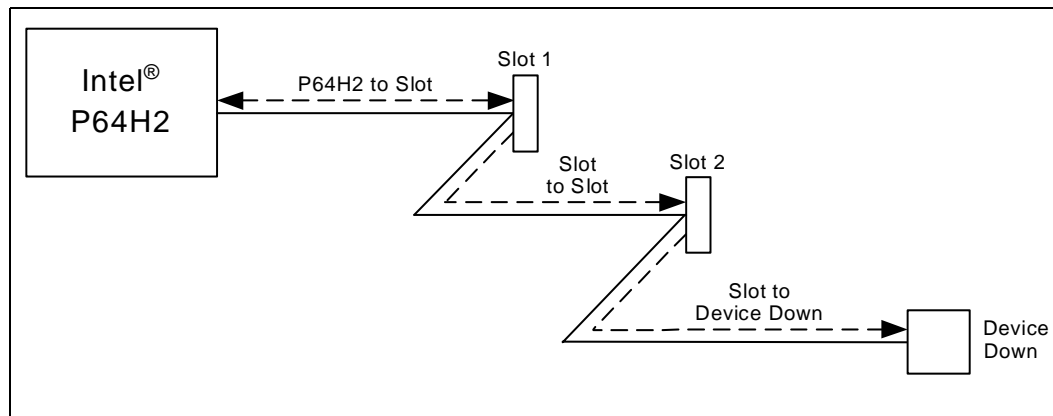 Intel®
P64H2
P64H2 to Slot
Slot 1
Slot
to Slot
Slot 2
Slot to
Device Down
Device
Down